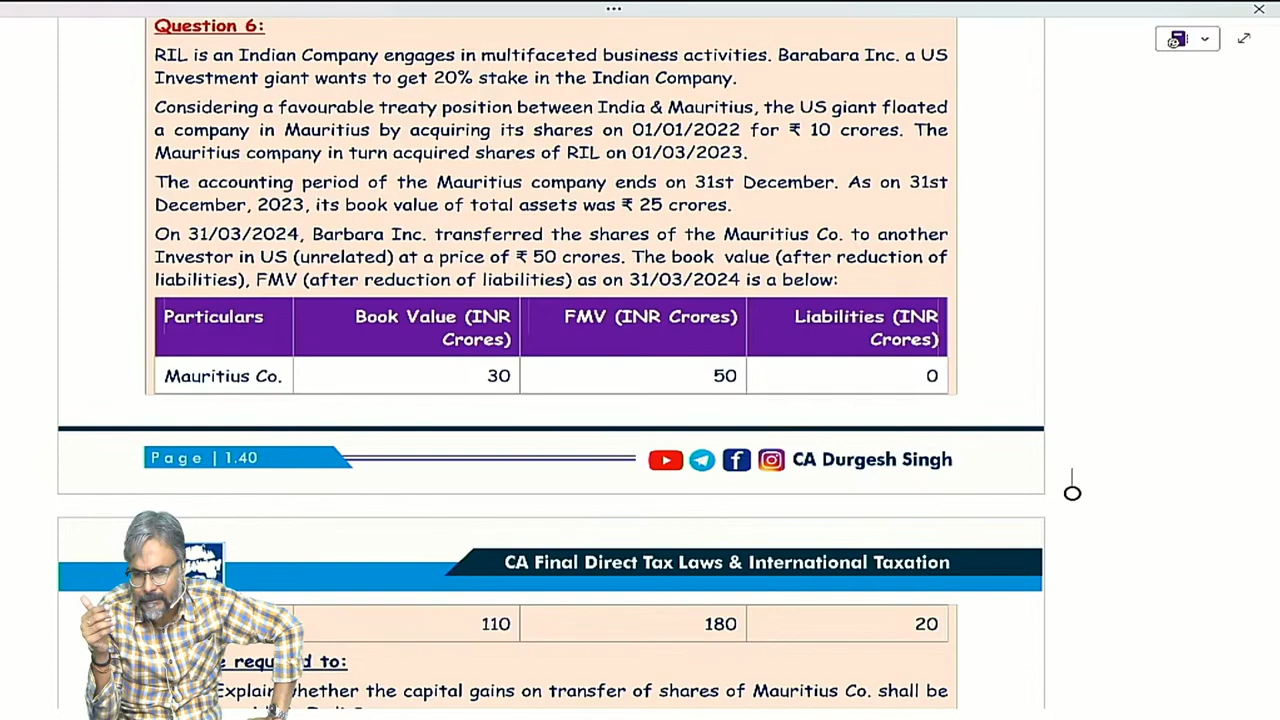 Question 6:
RIL is an Indian Company engages in multifaceted business activities. Barabara Inc. a US
Investment giant wants to get 20% stake in the Indian Company.
Considering a favourable treaty position between India & Mauritius, the US giant floated
a company in Mauritius by acquiring its shares on 01/01/2022 for ₹ 10 crores. The
Mauritius company in turn acquired shares of RIL on 01/03/2023.
The accounting period of the Mauritius company ends on 31st December. As on 31st
December, 2023, its book value of total assets was ₹ 25 crores.
On 31/03/2024, Barbara Inc. transferred the shares of the Mauritius Co. to another
Investor in US (unrelated) at a price of ₹ 50 crores. The book value (after reduction of
liabilities), FMV (after reduction of liabilities) as on 31/03/2024 is a below:
Particulars Book Value (INR Crores) FMV (INR Crores) Liabilities (INR Crores)
Mauritius Co. 30 50 0
Page | 1.40
CA Durgesh Singh
CA Final Direct Tax Laws & International Taxation
110 180 20
to:
Explain whether the capital gains on transfer of shares of Mauritius Co. shall be